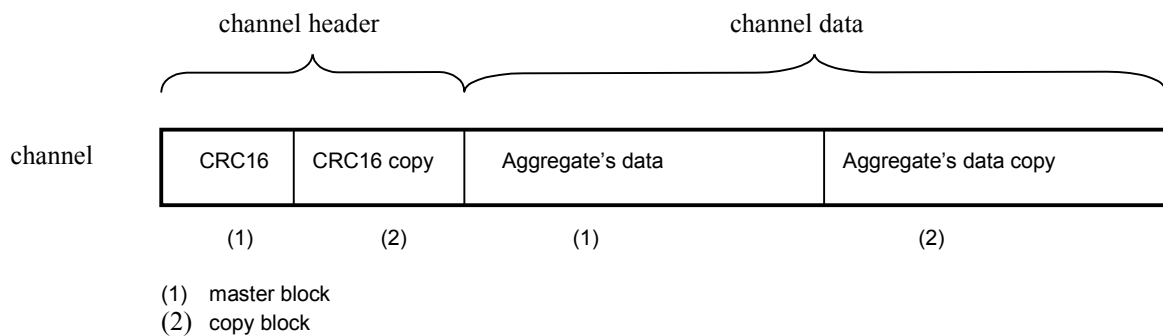 channel header channel data
channel CRC16 CRC16 copy Aggregate's data Aggregate's data copy
(1) (2) (1) (2)
(1) master block
(2) copy block